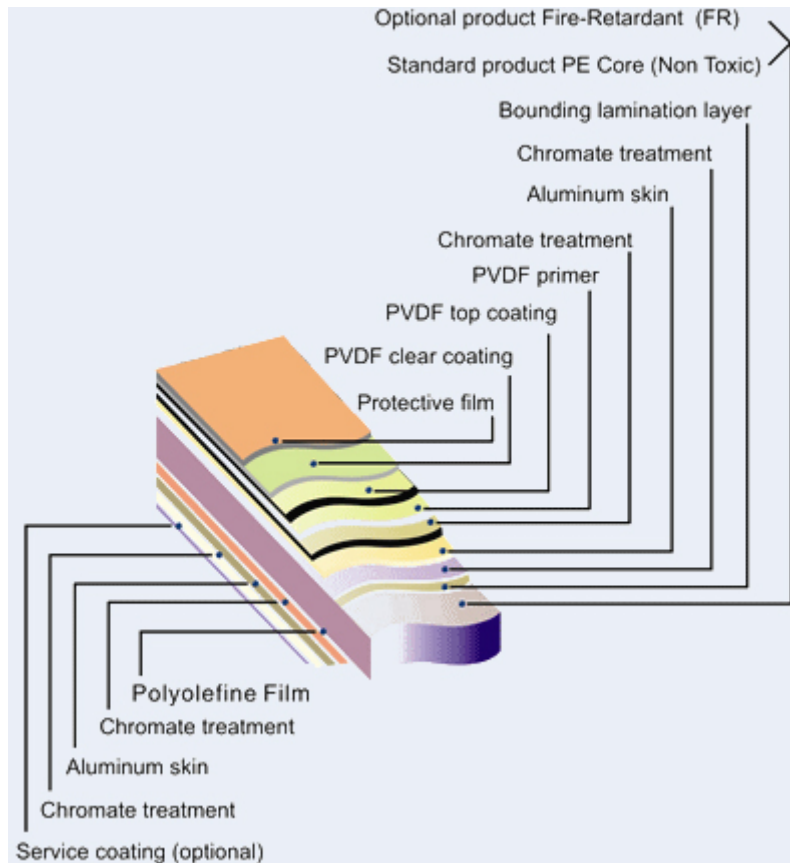 Optional product Fire-Retardant (FR)
Standard product PE Core (Non Toxic)
Bounding lamination layer
Chromate treatment
Aluminum skin
Chromate treatment
PVDF primer
PVDF top coating
PVDF clear coating
Protective film
Polyolefine Film
Chromate treatment
Aluminum skin
Chromate treatment
Service coating (optional)